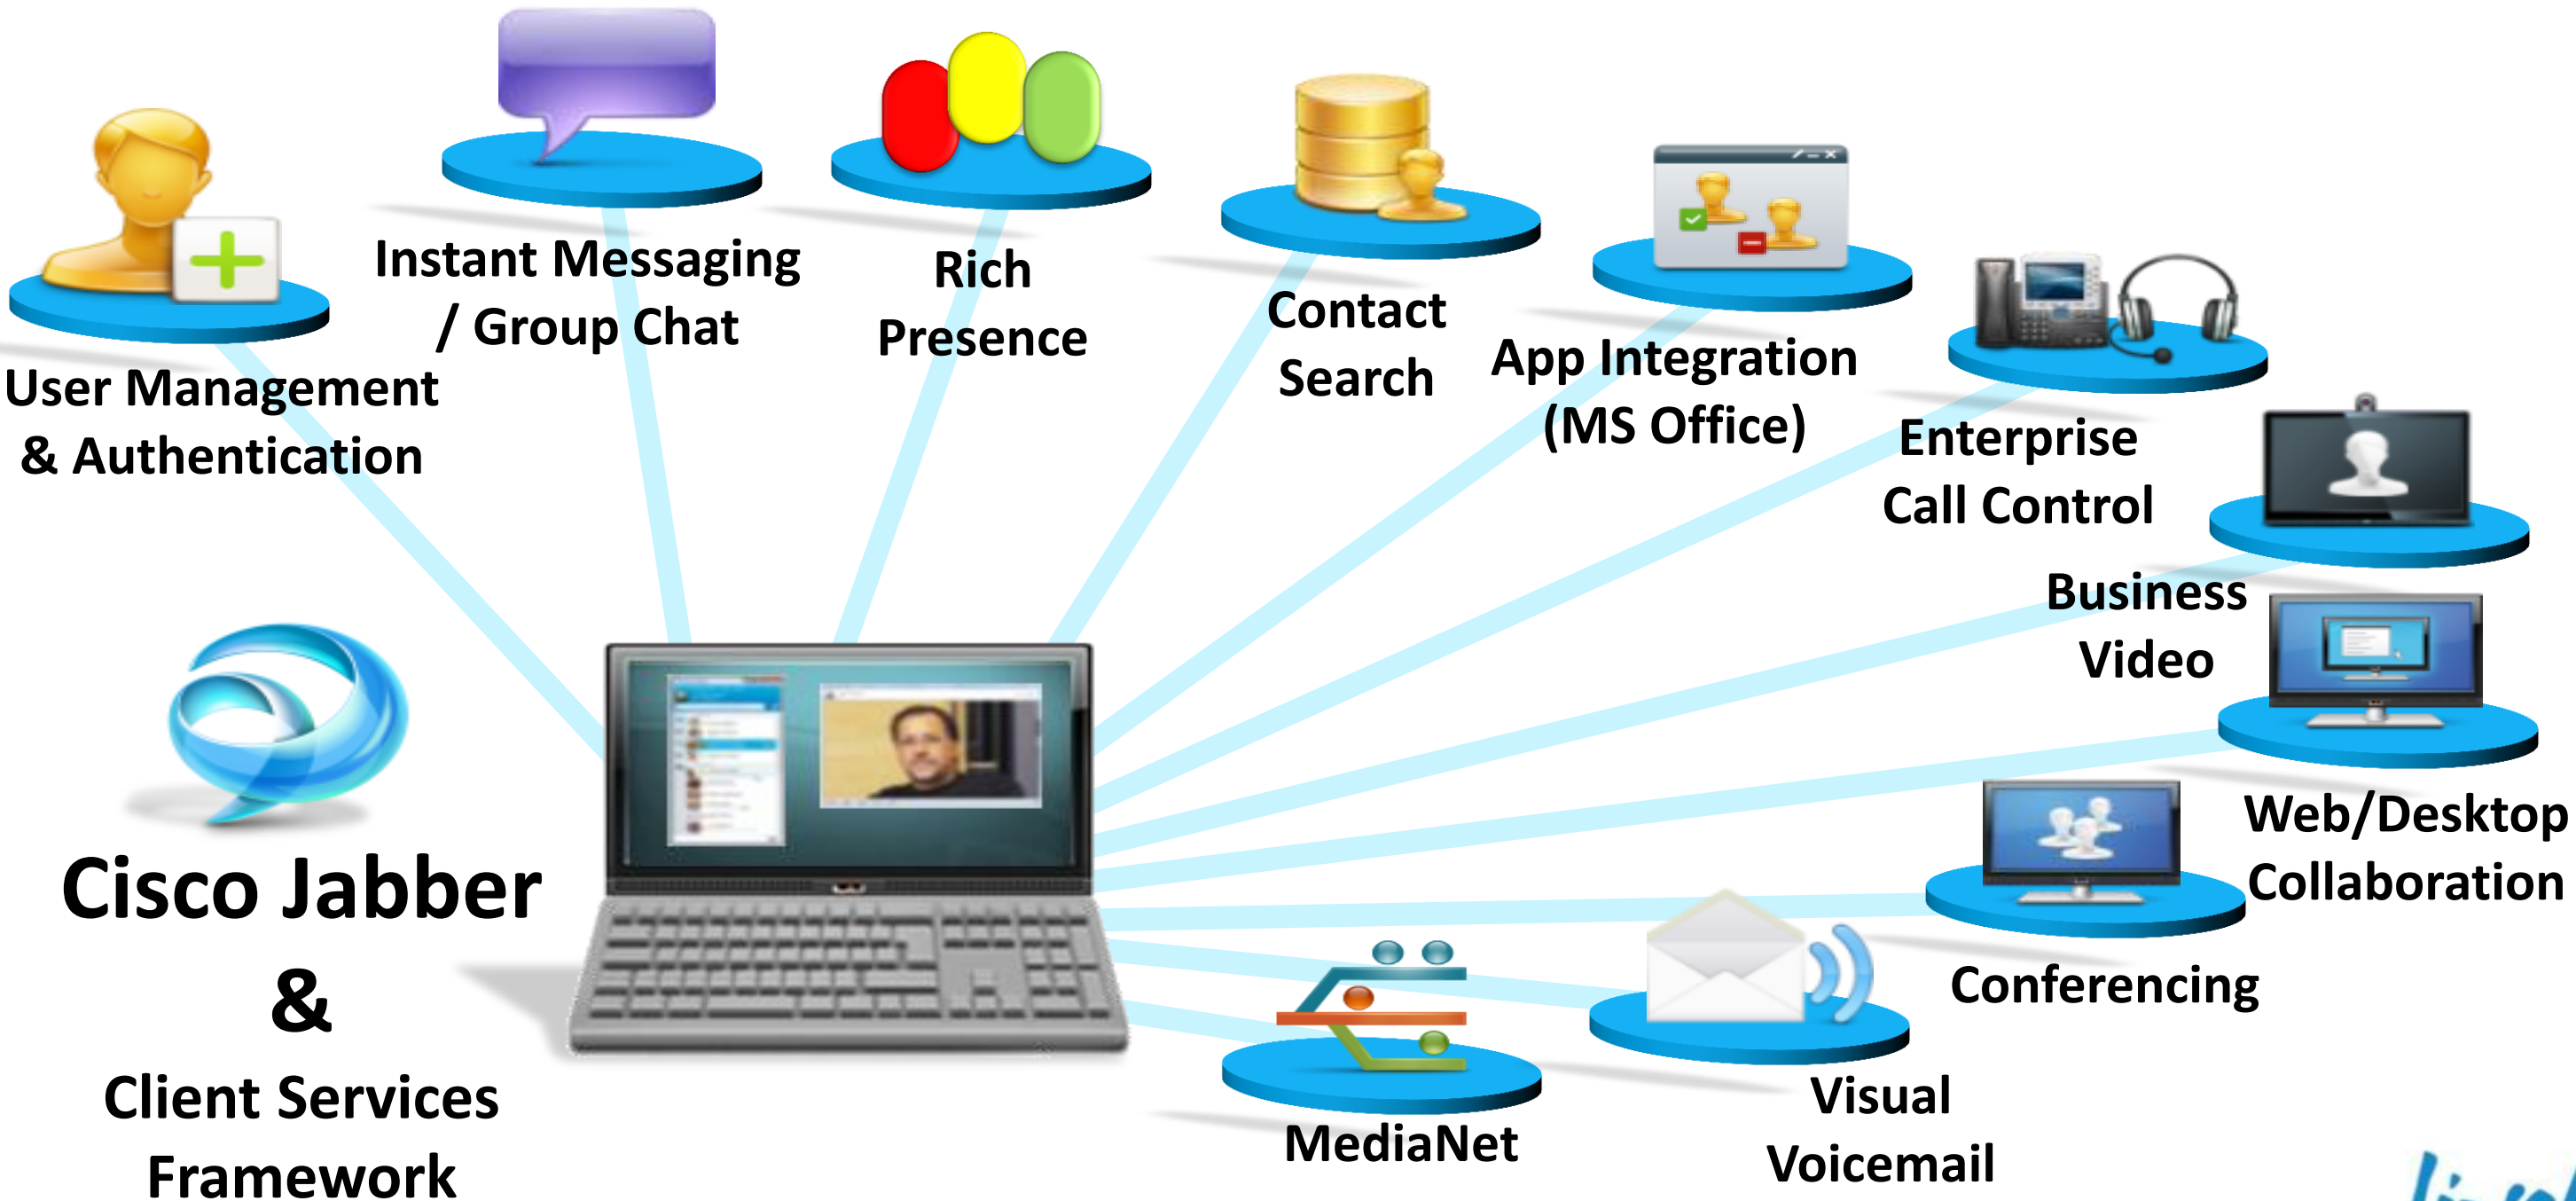 Instant Messaging
/ Group Chat
Rich
Presence
Contact
Search
App Integration
(MS Office)
User Management
& Authentication
Enterprise
Call Control
Business
Video
Web/Desktop
Collaboration
Conferencing
Visual
Voicemail
MediaNet
Cisco Jabber
&
Client Services
Framework